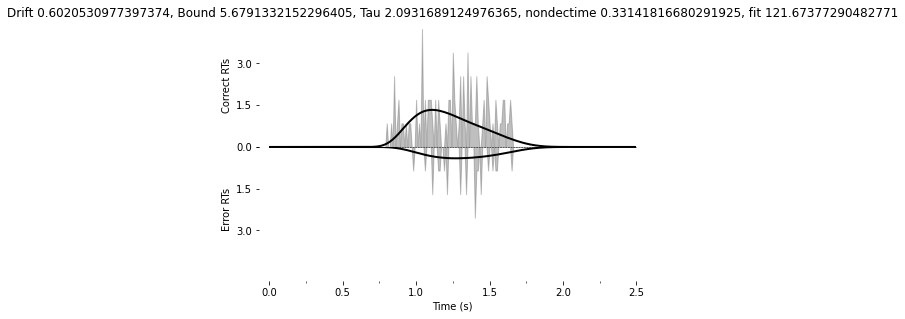 Drift 0.6020530977397374, Bound 5.6791332152296405, Tau 2.0931689124976365, nondectime 0.33141816680291925, fit 121.67377290482771
Correct RTs
Error RTs
3.0
1.5
0.0
1.5
3.0
0.0 0.5 1.0 1.5 2.0 2.5
Time (s)